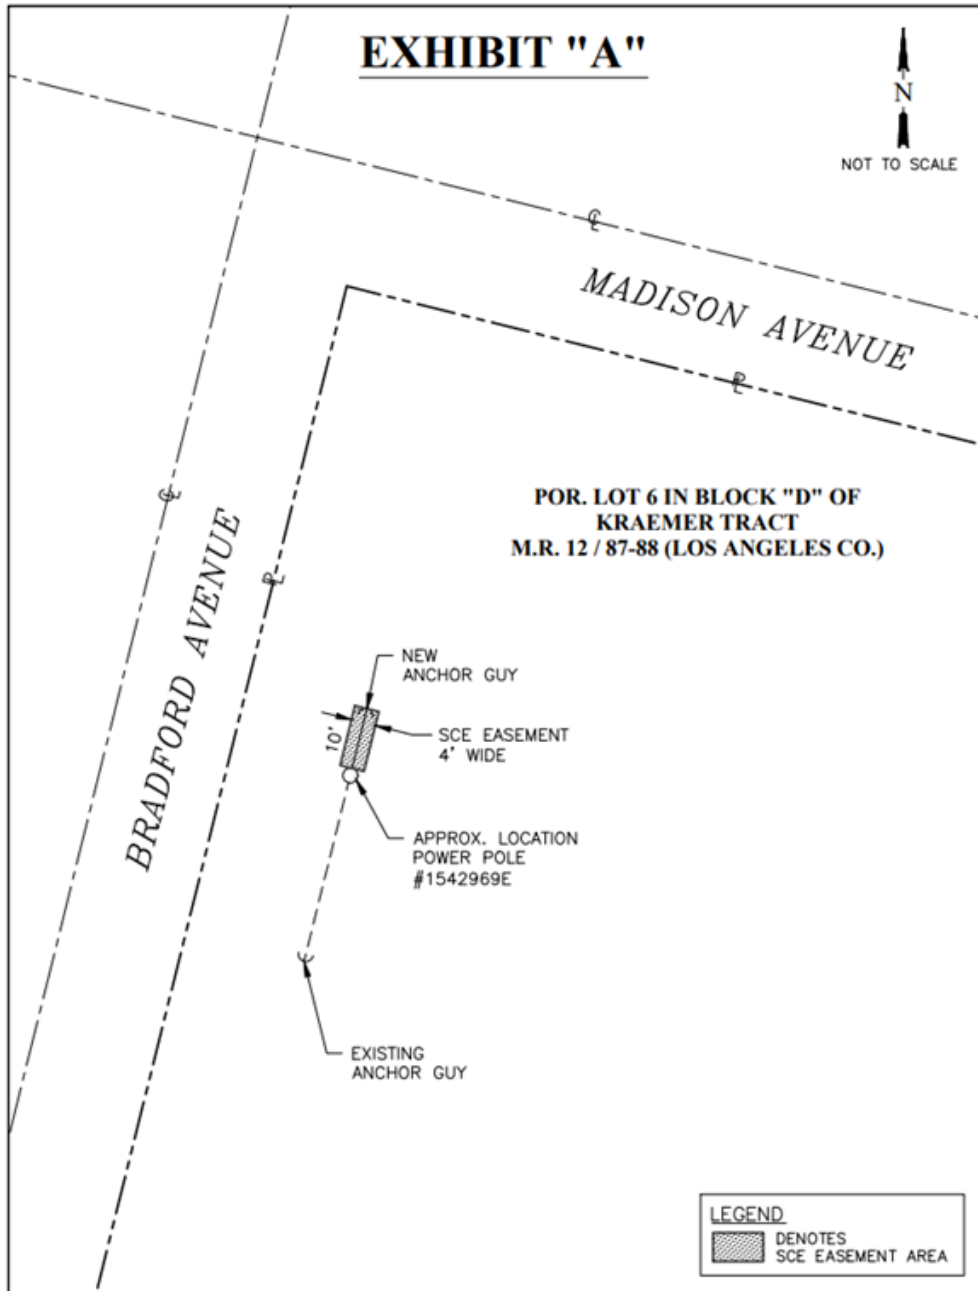 EXHIBIT "A"
N
NOT TO SCALE
℄
MADISON AVENUE
PL
POR. LOT 6 IN BLOCK "D" OF
KRAEMER TRACT
M.R. 12 / 87-88 (LOS ANGELES CO.)
℄
BRADFORD AVENUE
PL
NEW
ANCHOR GUY
10'
SCE EASEMENT
4' WIDE
APPROX. LOCATION
POWER POLE
#1542969E
EXISTING
ANCHOR GUY
LEGEND
DENOTES
SCE EASEMENT AREA